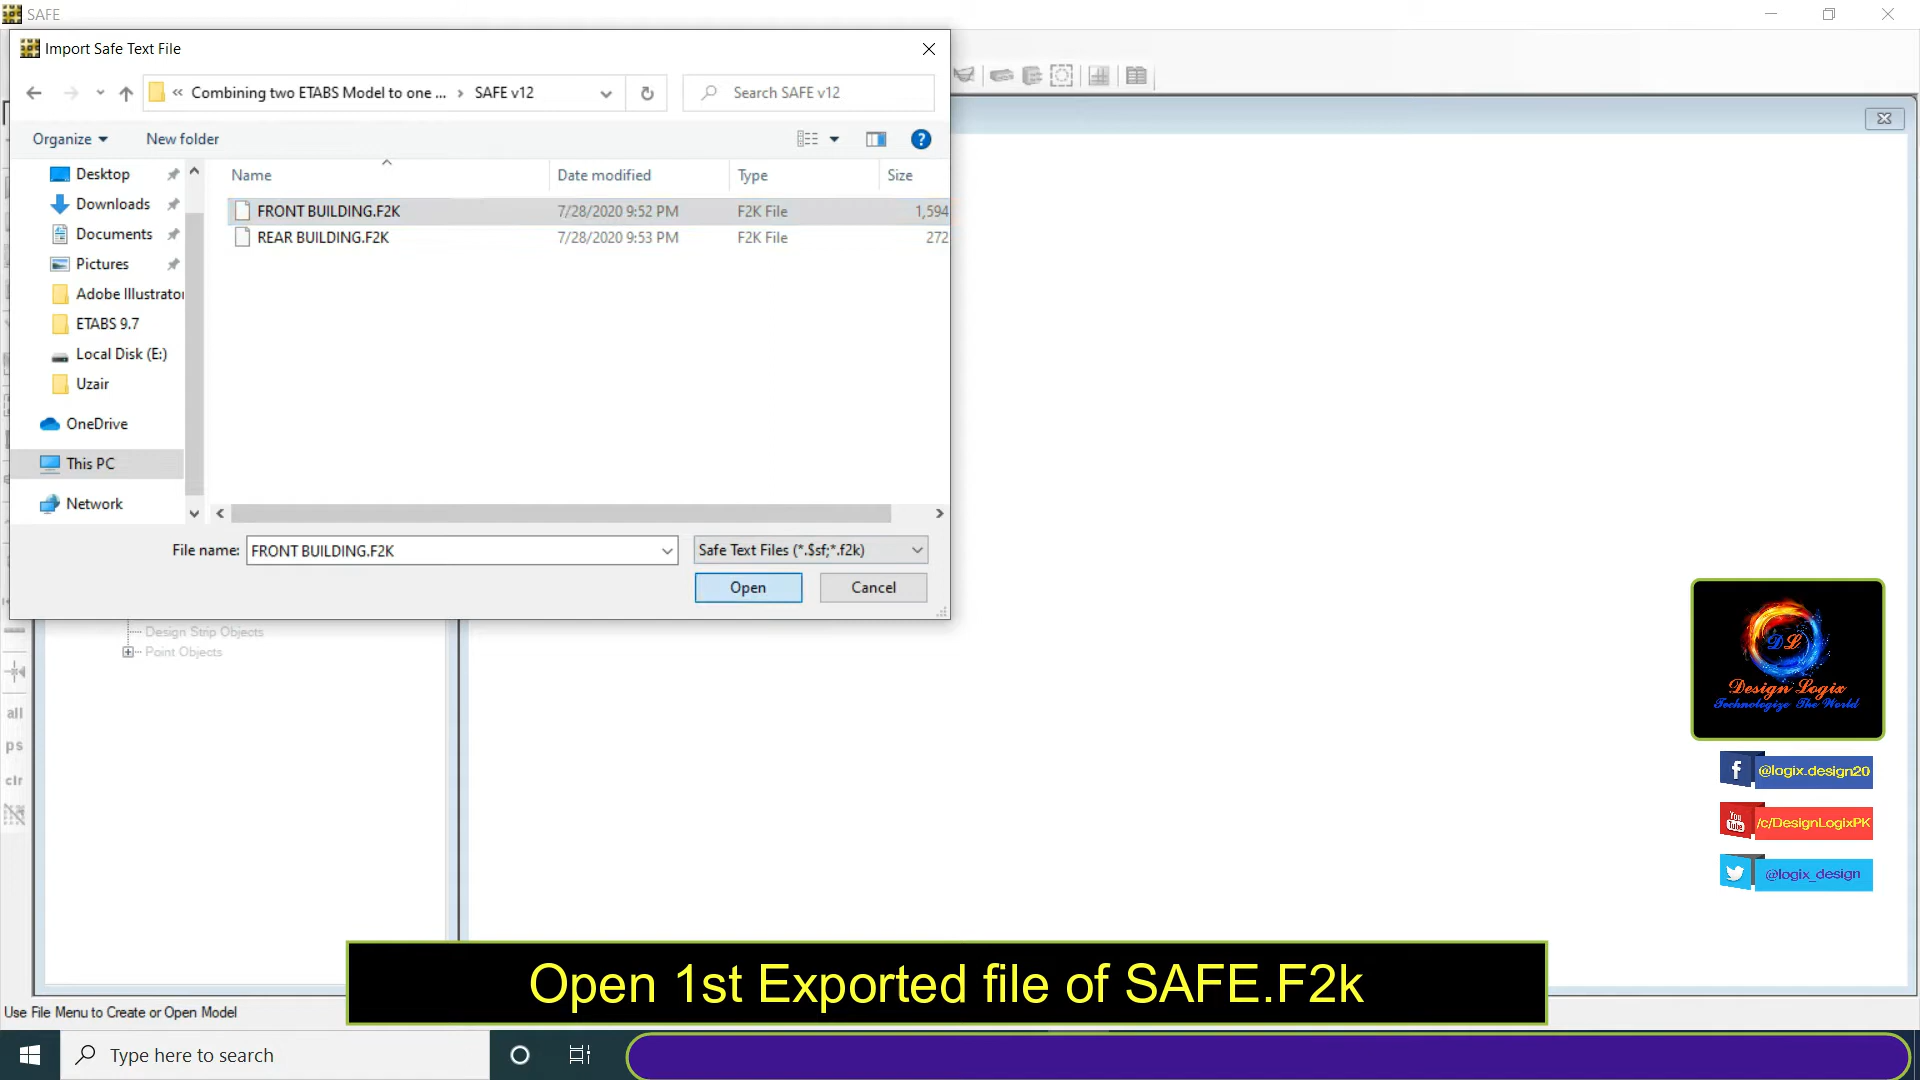 SAFE
Import Safe Text File
« Combining two ETABS Model to one ... › SAFE v12
Search SAFE v12
Organize
New folder
Name
Date modified
Type
Size
Desktop
Downloads
Documents
Pictures
Adobe Illustrator
ETABS 9.7
Local Disk (E:)
Uzair
OneDrive
This PC
Network
FRONT BUILDING.F2K 7/28/2020 9:52 PM F2K File 1,594
REAR BUILDING.F2K 7/28/2020 9:53 PM F2K File 272
File name: FRONT BUILDING.F2K
Safe Text Files (*.$sf;*.f2k)
Open
Cancel
Design Strip Objects
Point Objects
all
ps
clr
DL
Design Logix
Technologize The World
@logix.design20
You Tube
/c/DesignLogixPK
@logix_design
Open 1st Exported file of SAFE.F2k
Use File Menu to Create or Open Model
Type here to search